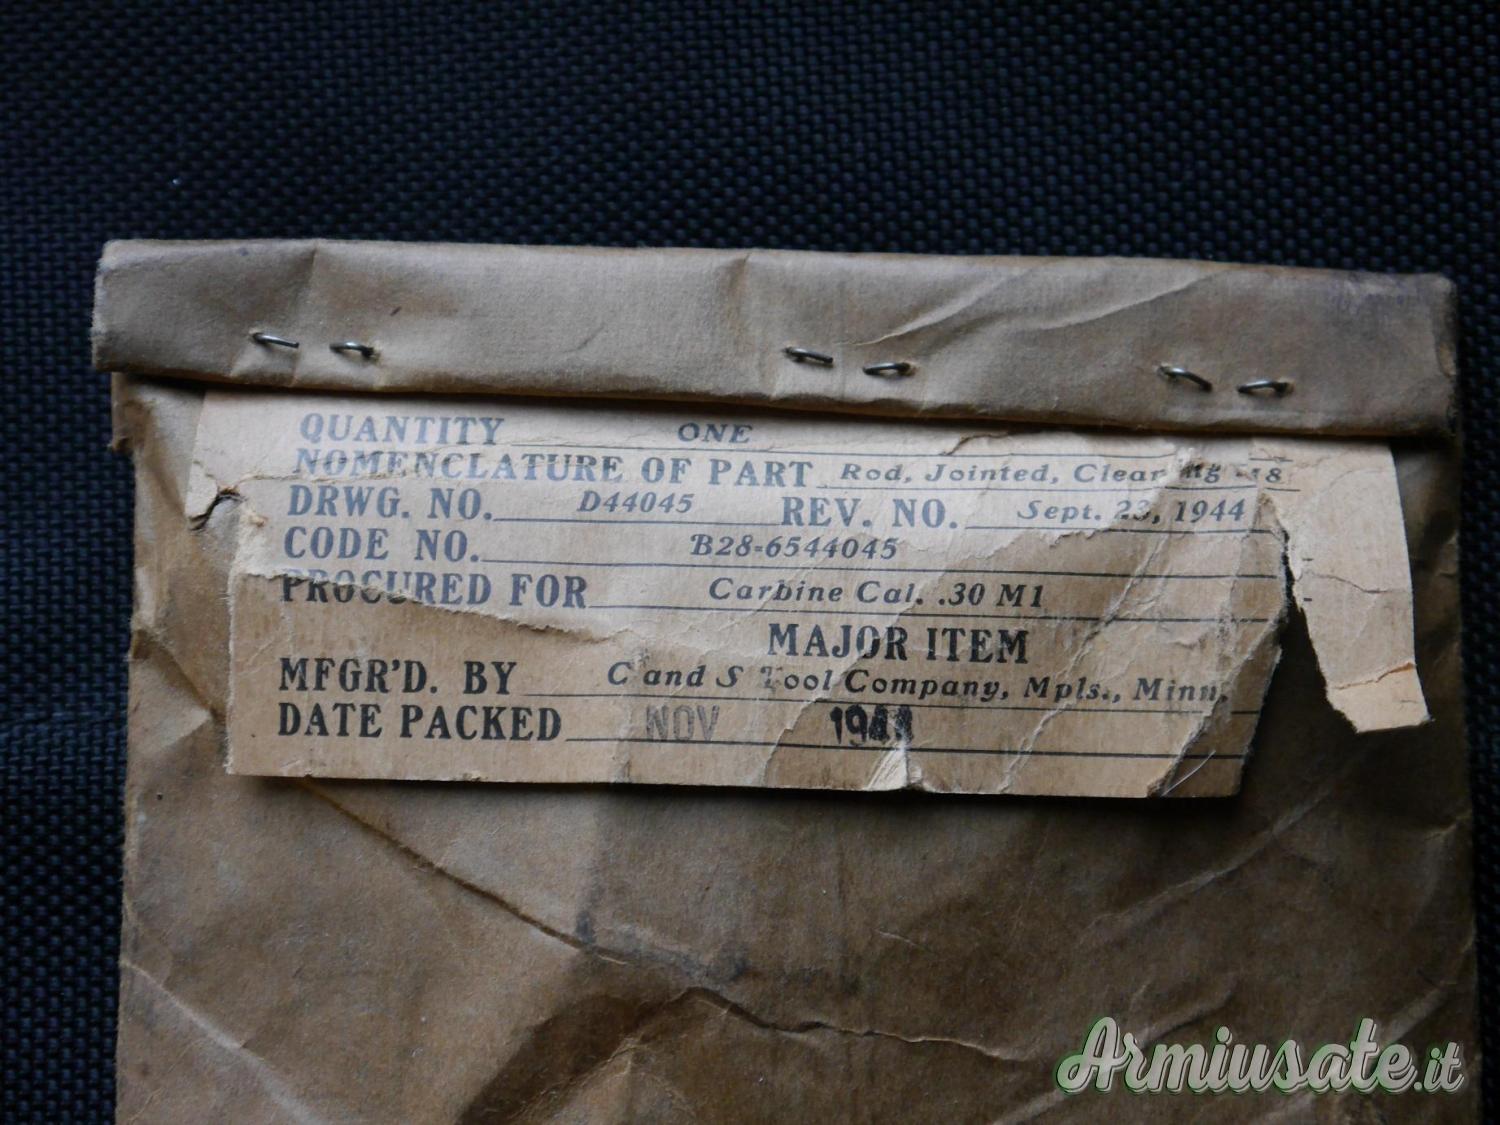 QUANTITY ONE
NOMENCLATURE OF PART Rod, Jointed, Clear
DRWG. NO. D44045 REV. NO. Sept. 23, 1944
CODE NO. B28-6544045
PROCURED FOR Carbine Cal. .30 M1
MAJOR ITEM
MFGR'D. BY C and S Tool Company, Mpls., Minn.
DATE PACKED NOV 1944
Armiusate.it